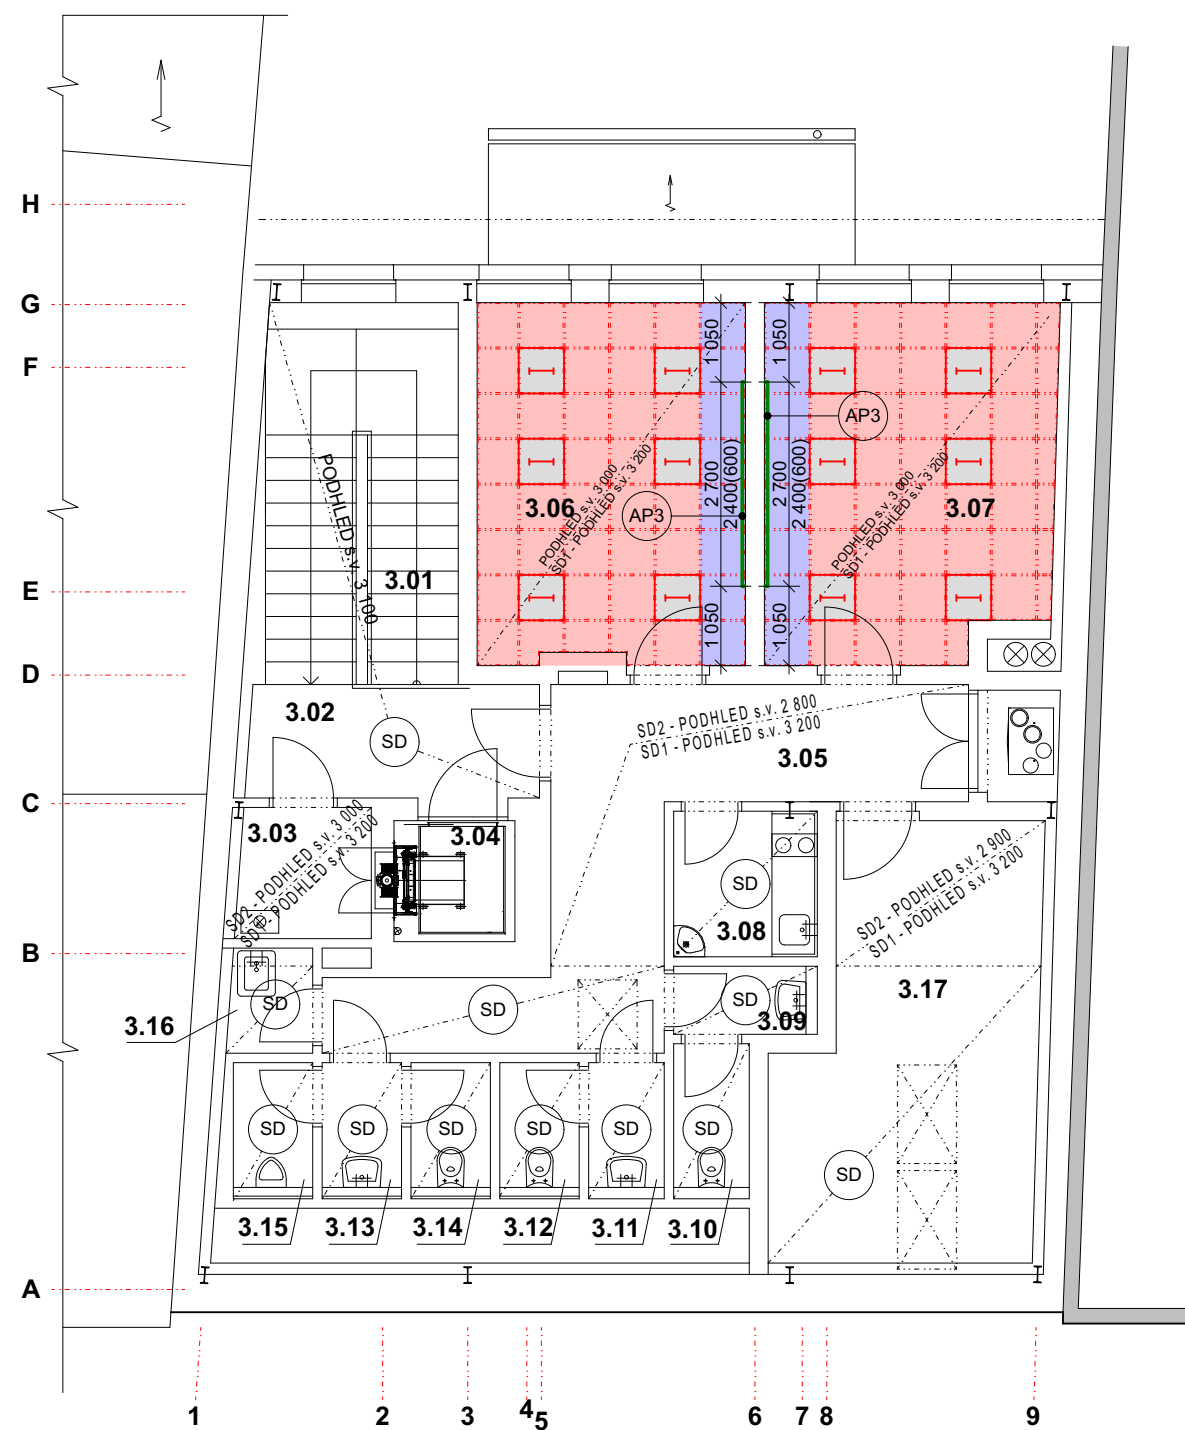 H
G
F
E
D
C
B
A
1 050
1 050
2 700
2 400(600)
2 700
2 400(600)
1 050
1 050
AP3
AP3
3.06
PODHLED s.v. 3 000
SD1 - PODHLED s.v. 3 200
3.07
PODHLED s.v. 3 000
SD1 - PODHLED s.v. 3 200
PODHLED s.v. 3 100
3.01
3.02
SD
SD2 - PODHLED s.v. 2 800
SD1 - PODHLED s.v. 3 200
3.05
3.03
SD2 - PODHLED s.v. 3 000
SD1 - PODHLED s.v. 3 200
3.04
SD
3.08
SD2 - PODHLED s.v. 2 900
SD1 - PODHLED s.v. 3 200
3.17
SD
3.16
SD
SD
3.09
SD
SD
SD
SD
SD
SD
SD
3.15
3.13
3.14
3.12
3.11
3.10
1
2
3
4
5
6
7
8
9